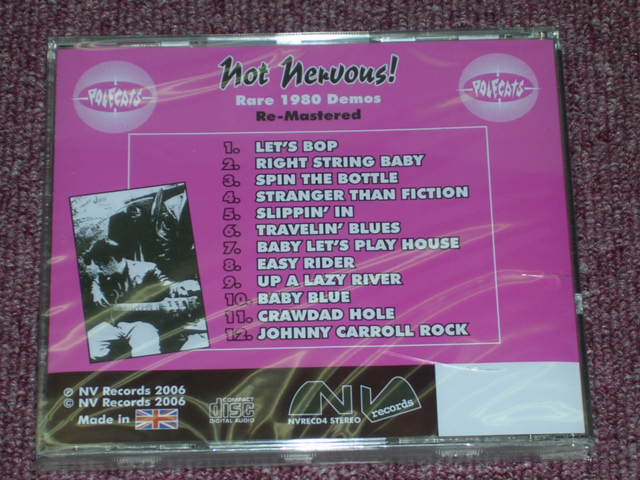 Not Nervous!
POLECATS
POLECATS
Rare 1980 Demos
Re-Mastered
1. LET'S BOP
2. RIGHT STRING BABY
3. SPIN THE BOTTLE
4. STRANGER THAN FICTION
5. SLIPPIN' IN
6. TRAVELIN' BLUES
7. BABY LET'S PLAY HOUSE
8. EASY RIDER
9. UP A LAZY RIVER
10. BABY BLUE
11. CRAWDAD HOLE
12. JOHNNY CARROLL ROCK
℗ NV Records 2006
© NV Records 2006
Made in
COMPACT
disc
DIGITAL AUDIO
NV
records
NVRECD4 STEREO